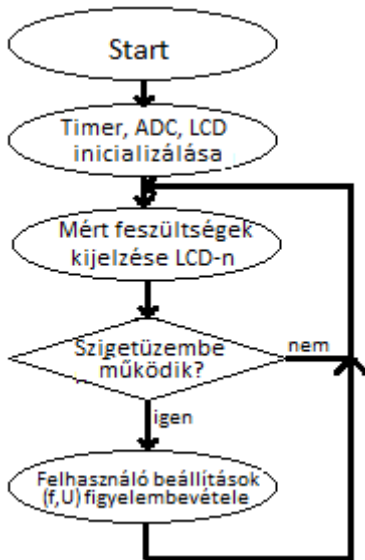 Start
Timer, ADC, LCD
inicializálása
Mért feszültségek
kijelzése LCD-n
Szigetüzembe
működik?
nem
igen
Felhasználó beállítások
(f,U) figyelembevétele